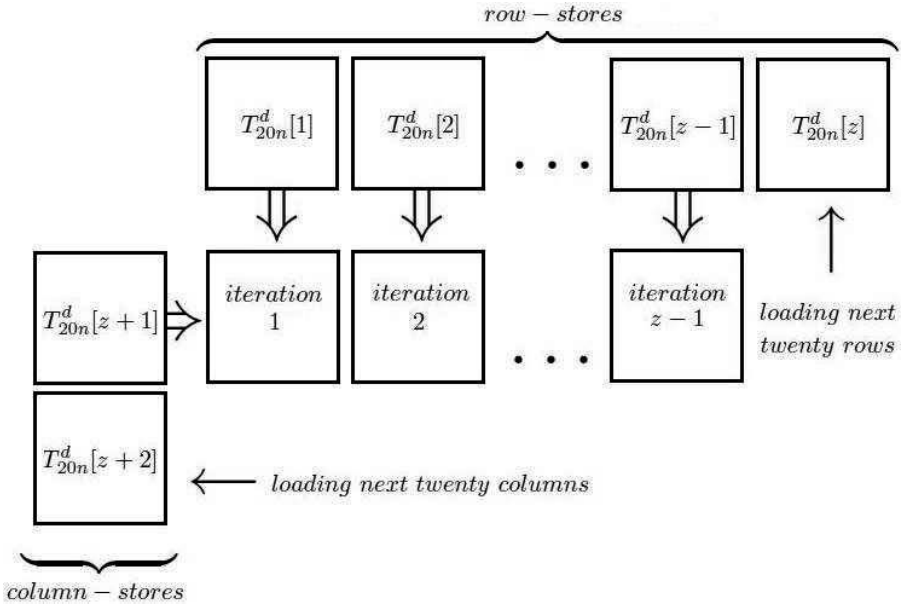 row − stores
T^d_{20n}[1] T^d_{20n}[2] T^d_{20n}[z − 1] T^d_{20n}[z]
. . .
T^d_{20n}[z + 1]
iteration
1
iteration
2
iteration
z − 1
. . .
loading next
twenty rows
T^d_{20n}[z + 2]
loading next twenty columns
column − stores